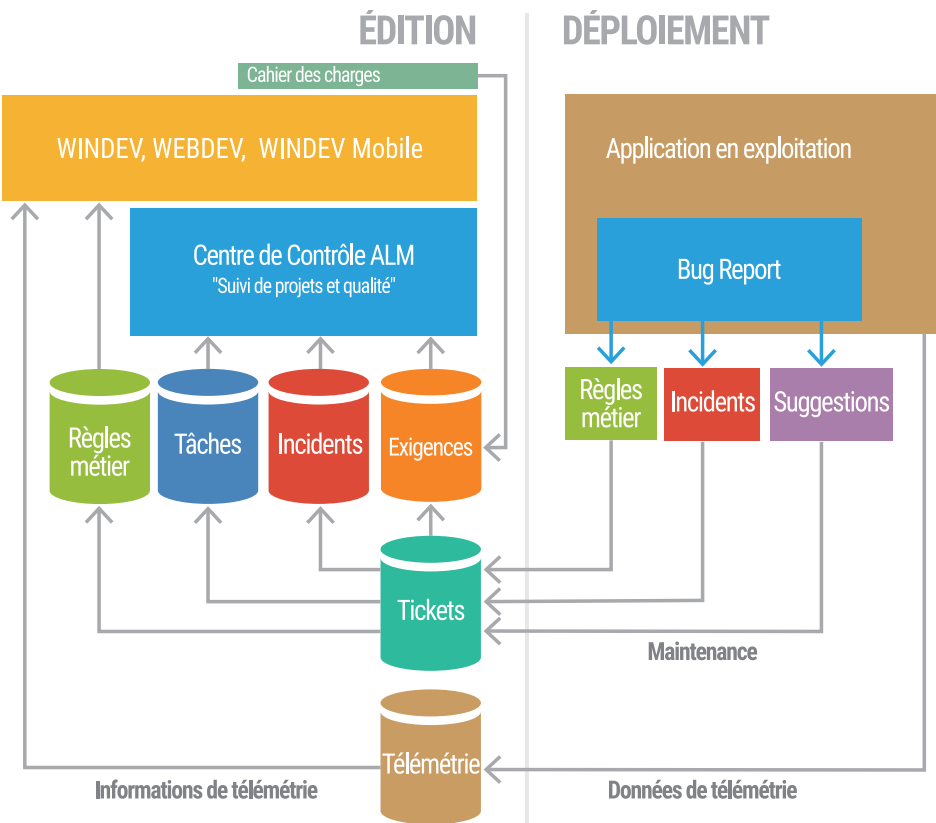 ÉDITION
DÉPLOIEMENT
Cahier des charges
WINDEV, WEBDEV, WINDEV Mobile
Application en exploitation
Centre de Contrôle ALM
"Suivi de projets et qualité"
Bug Report
Règles
métier
Tâches
Incidents
Exigences
Règles
métier
Incidents
Suggestions
Tickets
Maintenance
Télémétrie
Informations de télémétrie
Données de télémétrie